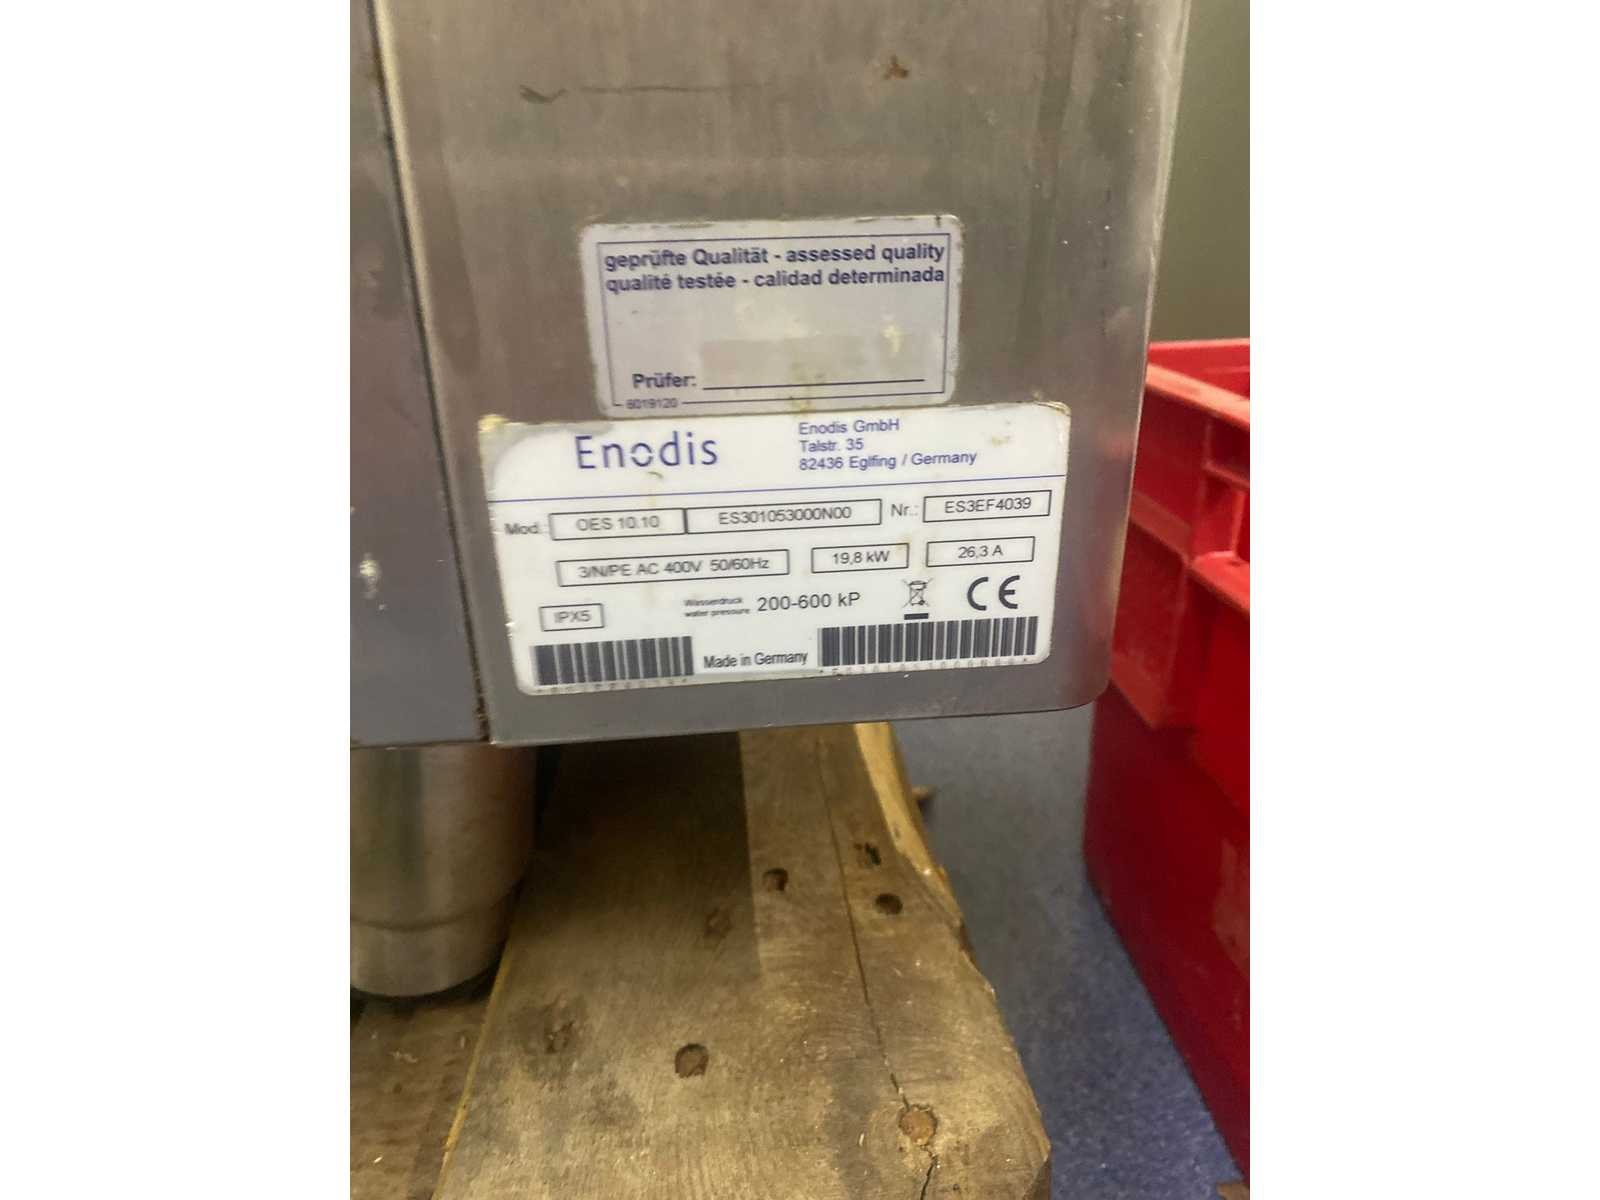 geprüfte Qualität - assessed quality
qualité testée - calidad determinada
Prüfer:
6019120
Enodis
Enodis GmbH
Talstr. 35
82436 Eglfing / Germany
Mod.: OES 10.10 ES301053000N00 Nr.: ES3EF4039
3/N/PE AC 400V 50/60Hz 19,8 kW 26,3 A
IPX5
Wasserdruck
water pressure
200-600 kP
CE
Made in Germany